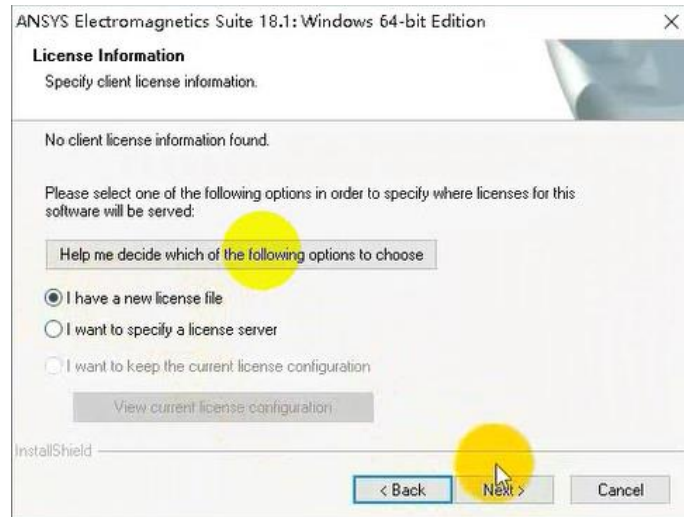 ANSYS Electromagnetics Suite 18.1: Windows 64-bit Edition
License Information
Specify client license information.
No client license information found.
Please select one of the following options in order to specify where licenses for this
software will be served:
Help me decide which of the following options to choose
I have a new license file
I want to specify a license server
I want to keep the current license configuration
View current license configuration
InstallShield
< Back
Next >
Cancel